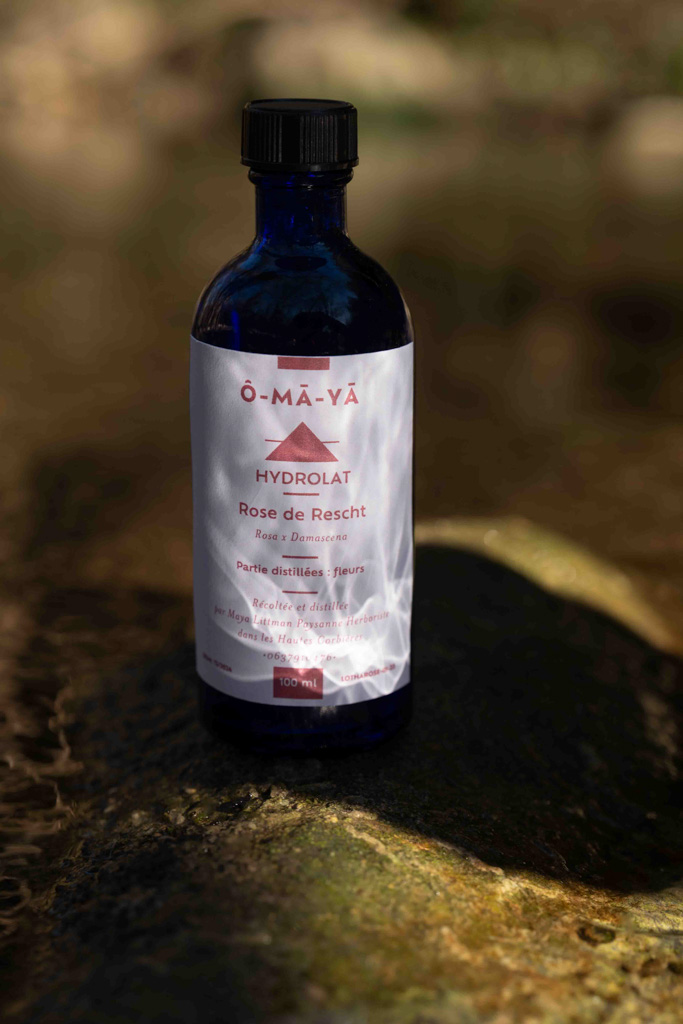 Ô-MĀ-YĀ
HYDROLAT
Rose de Rescht
Rosa x Damascena
Partie distillées : fleurs
Récoltée et distillée
par Maya Littman Paysanne Herboriste
dans les Hautes Corbières
100 ml